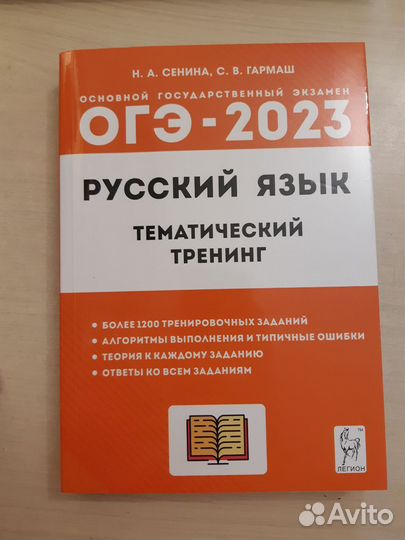 Н. А. СЕНИНА, С. В. ГАРМАШ
ОСНОВНОЙ ГОСУДАРСТВЕННЫЙ ЭКЗАМЕН
ОГЭ-2023
РУССКИЙ ЯЗЫК
ТЕМАТИЧЕСКИЙ
ТРЕНИНГ
• БОЛЕЕ 1200 ТРЕНИРОВОЧНЫХ ЗАДАНИЙ
• АЛГОРИТМЫ ВЫПОЛНЕНИЯ И ТИПИЧНЫЕ ОШИБКИ
• ТЕОРИЯ К КАЖДОМУ ЗАДАНИЮ
• ОТВЕТЫ КО ВСЕМ ЗАДАНИЯМ
TM
ЛЕГИОН
Avito